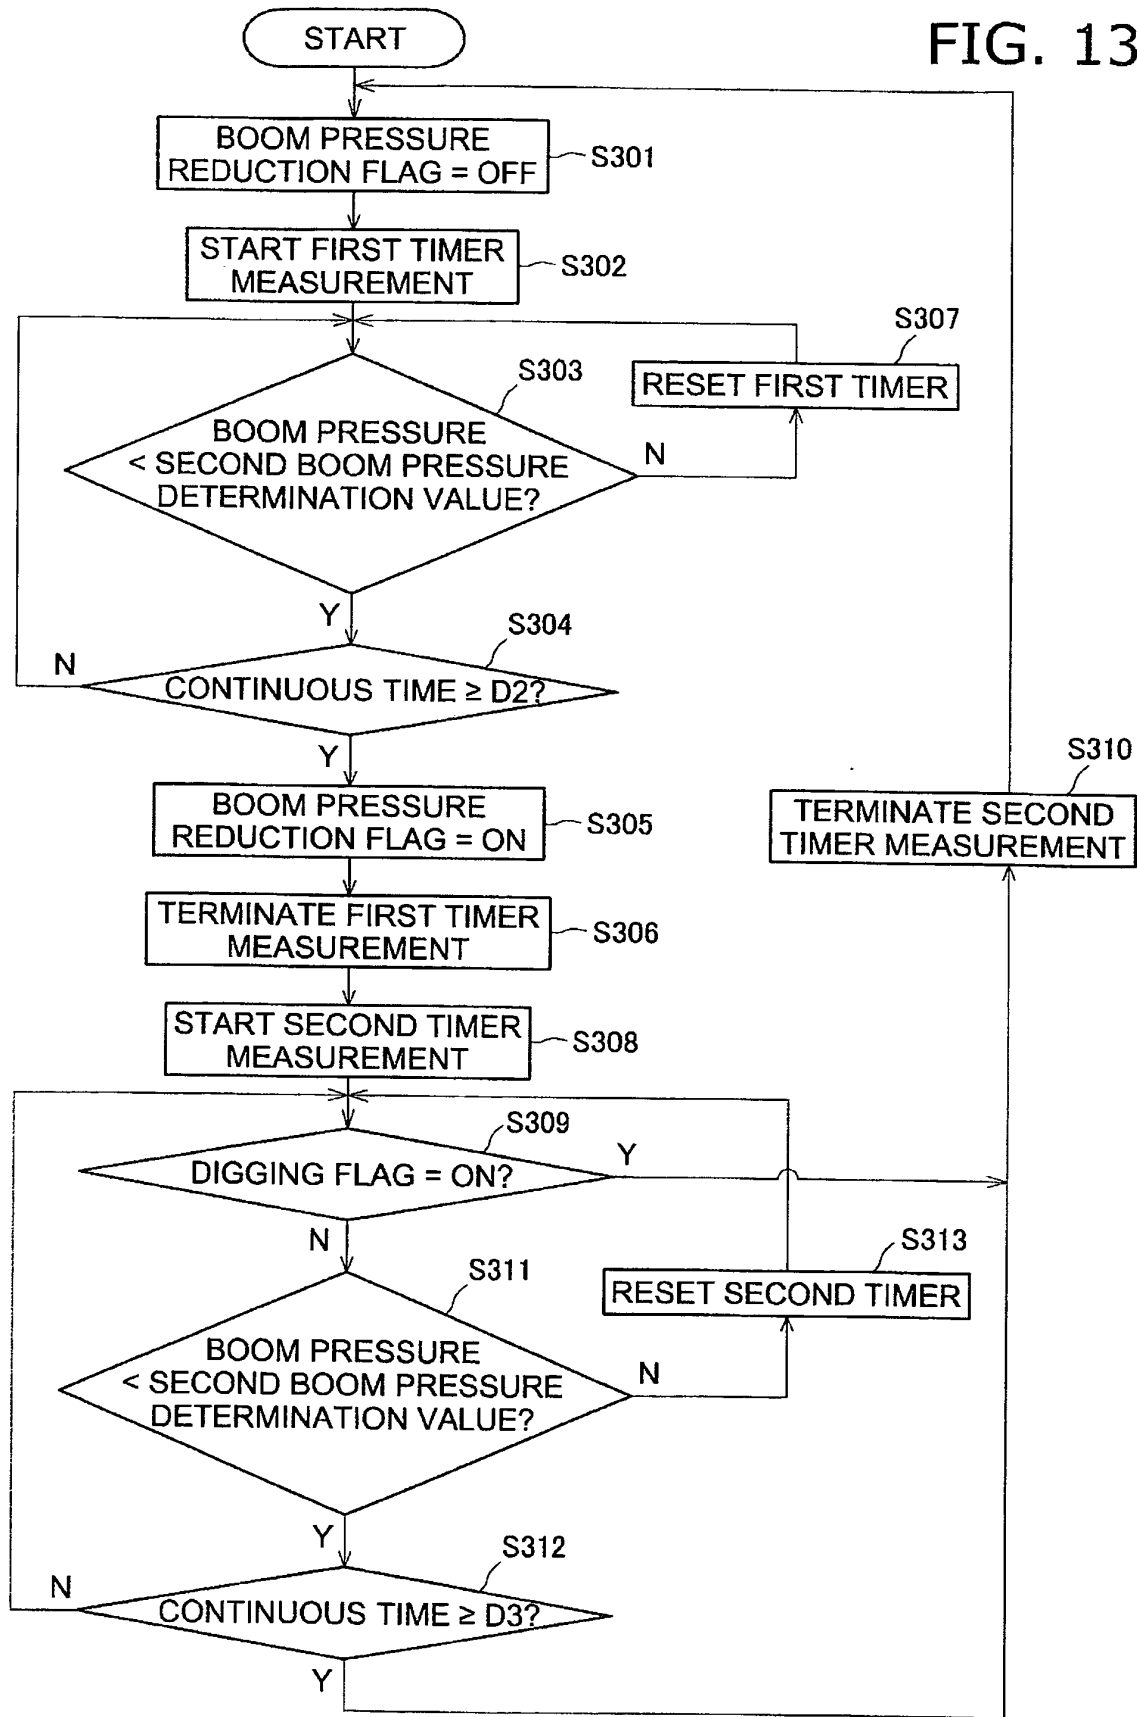 FIG. 13
START
BOOM PRESSURE
REDUCTION FLAG = OFF
S301
START FIRST TIMER
MEASUREMENT
S302
S307
RESET FIRST TIMER
S303
BOOM PRESSURE
< SECOND BOOM PRESSURE
DETERMINATION VALUE?
N
Y
S304
N
CONTINUOUS TIME ≥ D2?
Y
S310
TERMINATE SECOND
TIMER MEASUREMENT
BOOM PRESSURE
REDUCTION FLAG = ON
S305
TERMINATE FIRST TIMER
MEASUREMENT
S306
START SECOND TIMER
MEASUREMENT
S308
S309
DIGGING FLAG = ON?
Y
N
S313
RESET SECOND TIMER
S311
BOOM PRESSURE
< SECOND BOOM PRESSURE
DETERMINATION VALUE?
N
Y
S312
N
CONTINUOUS TIME ≥ D3?
Y